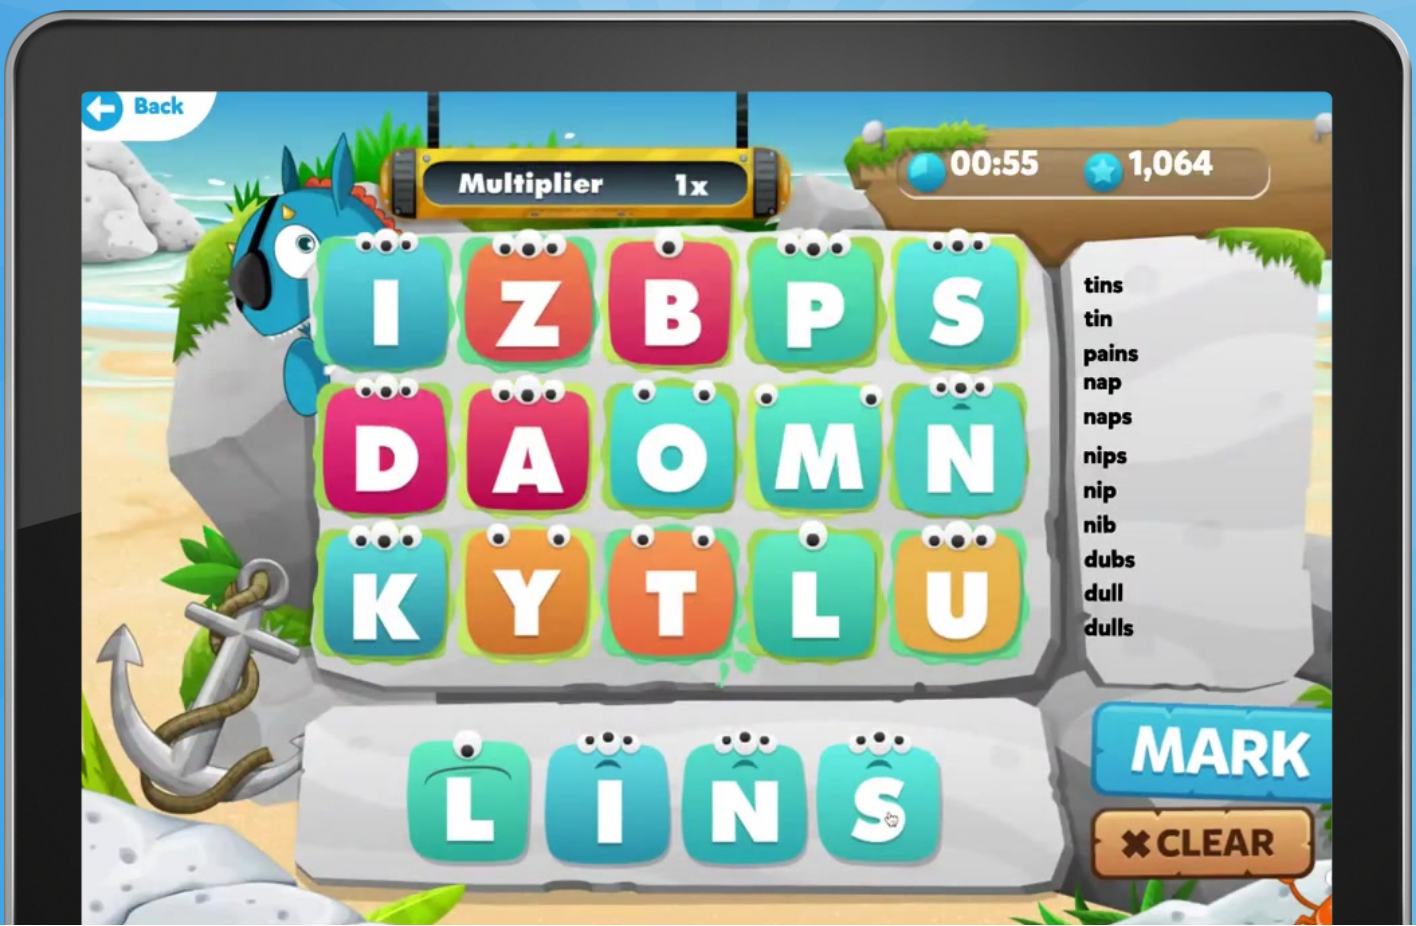 Back
Multiplier 1x
00:55 1,064
I Z B P S
D A O M N
K Y T L U
tins
tin
pains
nap
naps
nips
nip
nib
dubs
dull
dulls
L I N S
MARK
CLEAR